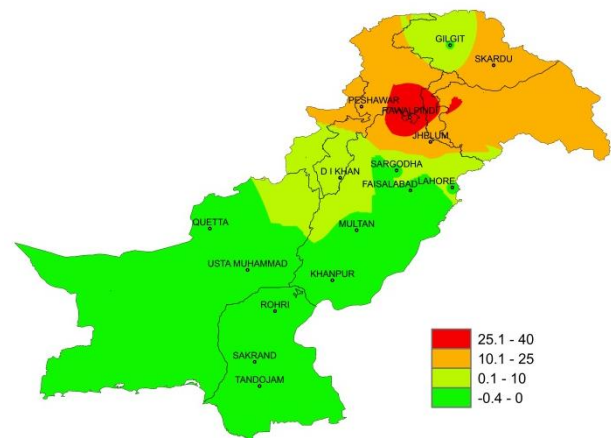 GILGIT
SKARDU
PESHAWAR
RAWALPINDI
JHBLUM
SARGODHA
D I KHAN
FAISALABAD
LAHORE
QUETTA
MULTAN
USTA MUHAMMAD
KHANPUR
ROHRI
SAKRAND
TANDOJAM
25.1 - 40
10.1 - 25
0.1 - 10
-0.4 - 0